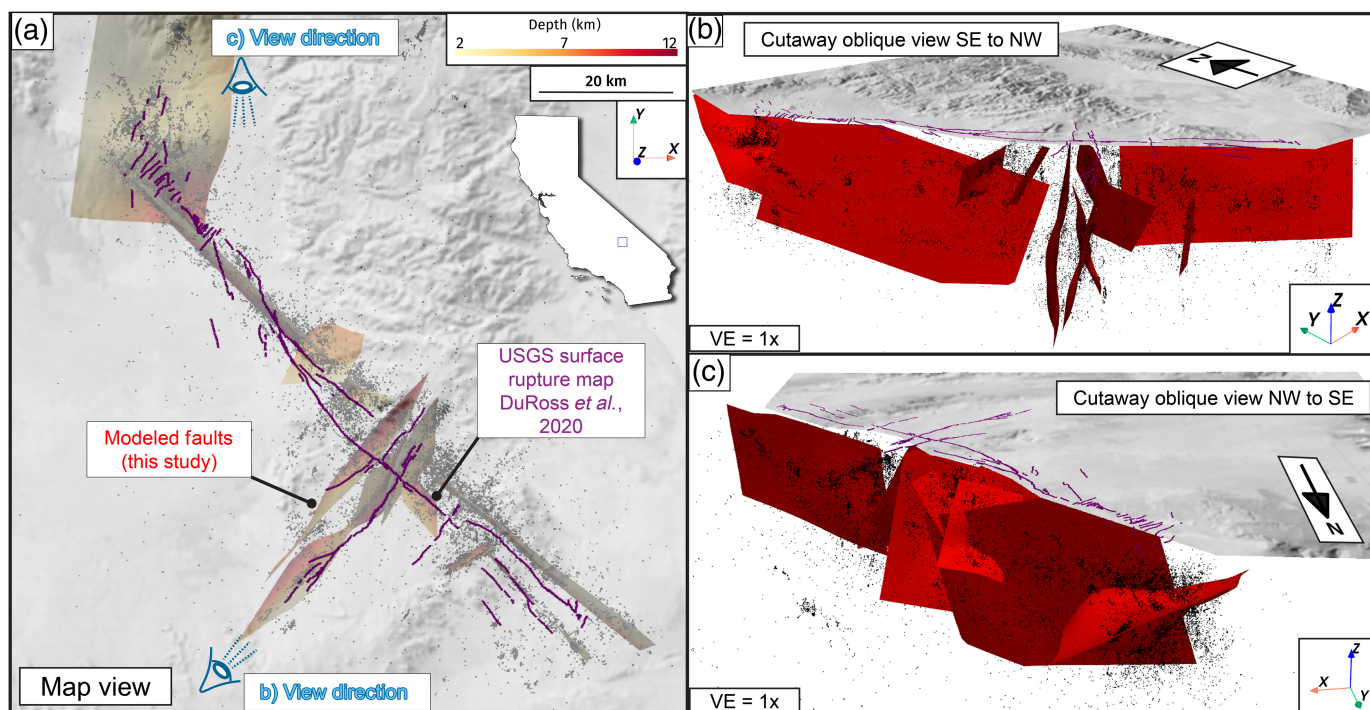 (a)
c) View direction
Depth (km)
2 7 12
20 km
Y
Z X
USGS surface
rupture map
DuRoss et al.,
2020
Modeled faults
(this study)
b) View direction
Map view
(b)
Cutaway oblique view SE to NW
N
VE = 1x
Z
Y X
(c)
Cutaway oblique view NW to SE
N
VE = 1x
Z
X
Y